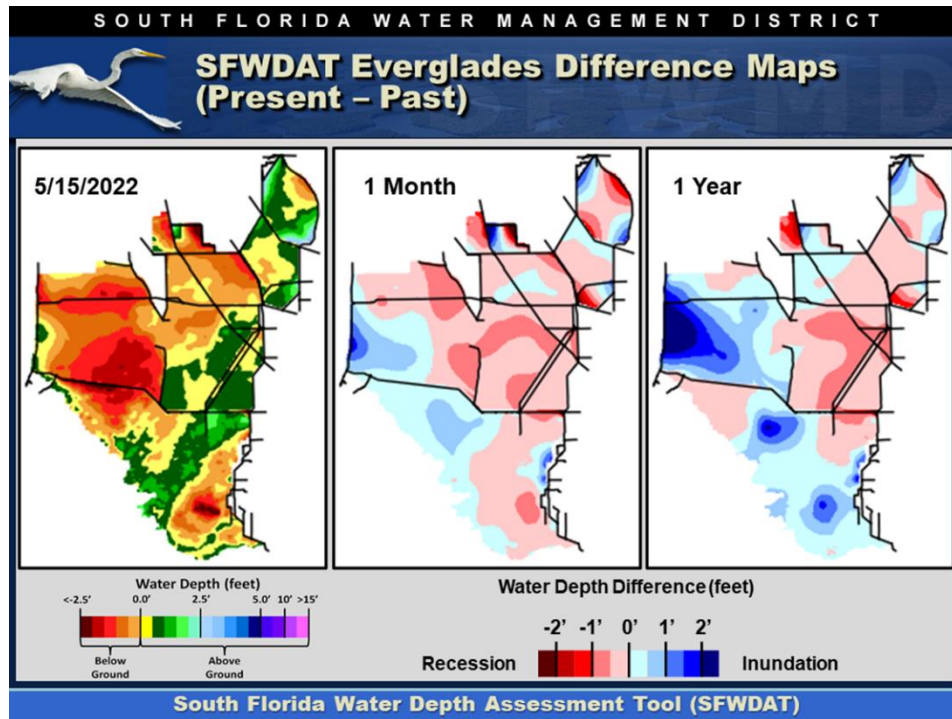 SOUTH FLORIDA WATER MANAGEMENT DISTRICT
SFWDAT Everglades Difference Maps
(Present – Past)
SFWMD
5/15/2022
1 Month
1 Year
Water Depth (feet)
<-2.5' 0.0' 2.5' 5.0' 10' >15'
Below
Ground
Above
Ground
Water Depth Difference (feet)
-2' -1' 0' 1' 2'
Recession
Inundation
South Florida Water Depth Assessment Tool (SFWDAT)